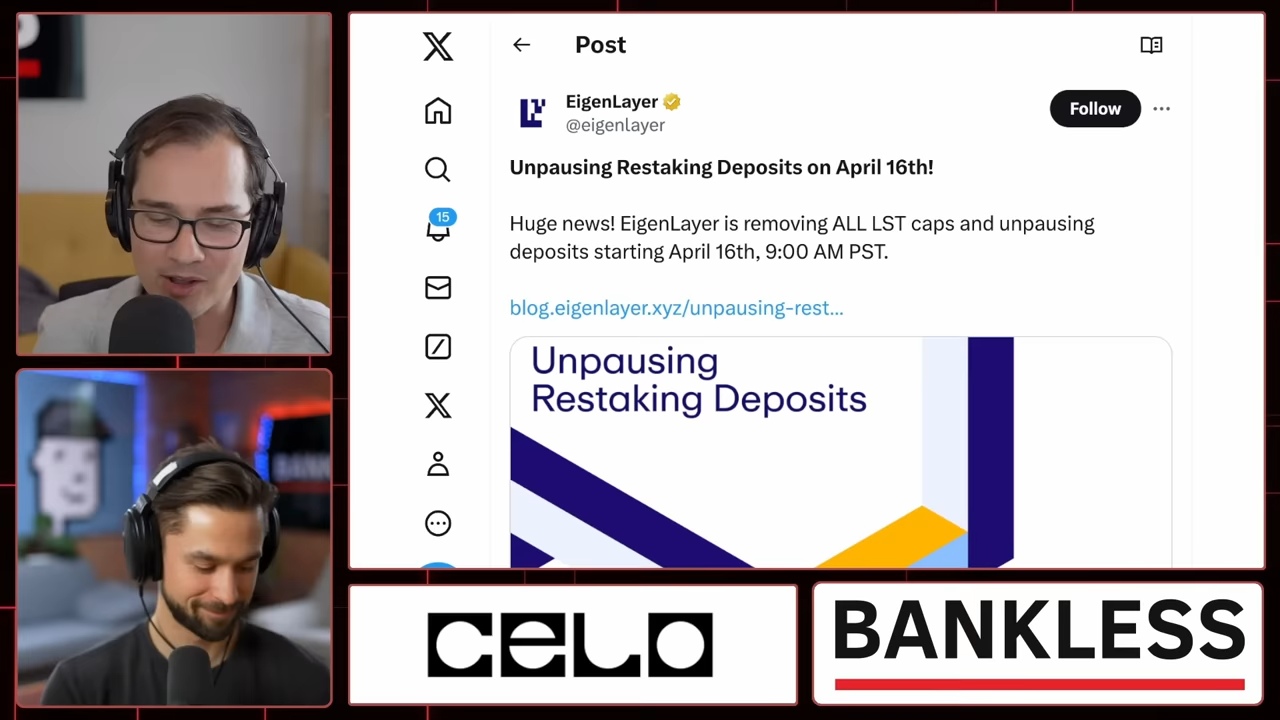 Post
EigenLayer
@eigenlayer
Follow
Unpausing Restaking Deposits on April 16th!
15
Huge news! EigenLayer is removing ALL LST caps and unpausing
deposits starting April 16th, 9:00 AM PST.
blog.eigenlayer.xyz/unpausing-rest...
Unpausing
Restaking Deposits
CELO
BANKLESS